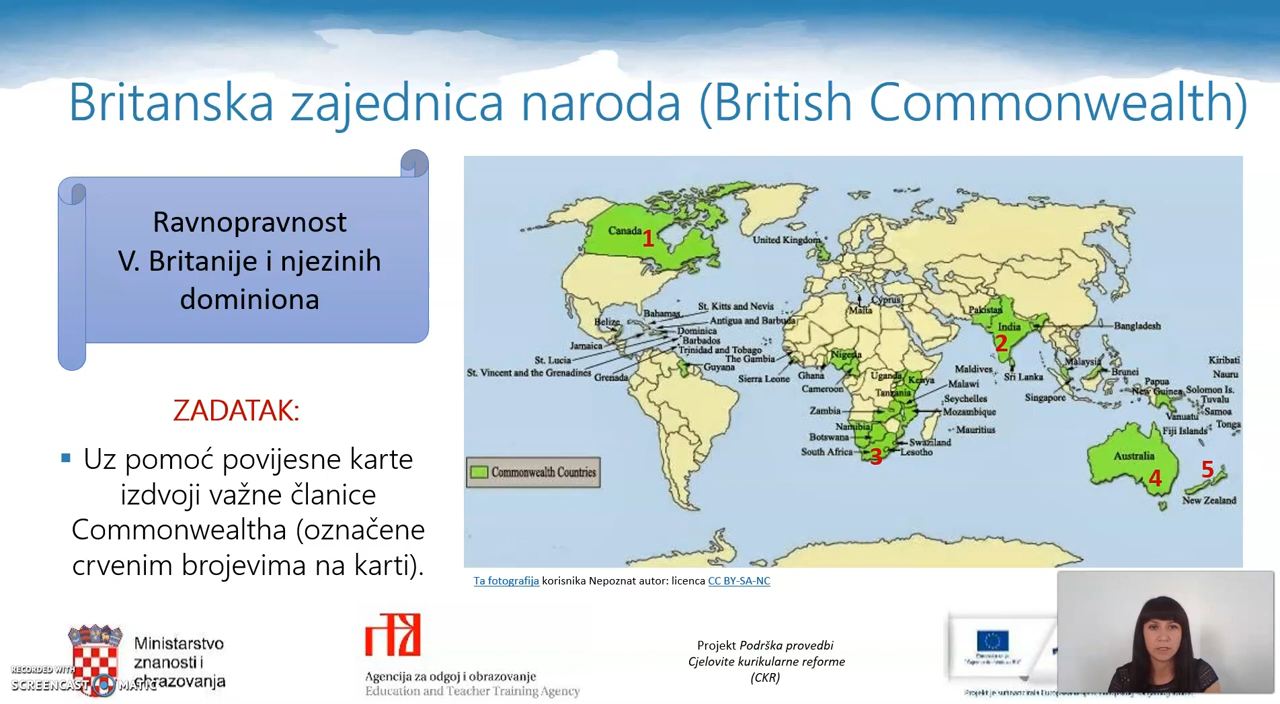 Britanska zajednica naroda (British Commonwealth)
Ravnopravnost
V. Britanije i njezinih
dominiona
ZADATAK:
Uz pomoć povijesne karte
izdvoji važne članice
Commonwealtha (označene
crvenim brojevima na karti).
Canada
1
United Kingdom
Cyprus
Malta
St. Kitts and Nevis
Bahamas
Antigua and Barbuda
Belize
Dominica
Barbados
Jamaica
Trinidad and Tobago
St. Lucia
The Gambia
Guyana
St. Vincent and the Grenadines
Grenada
Sierra Leone
Nigeria
Ghana
Cameroon
Uganda
Kenya
Tanzania
Zambia
Namibia
Botswana
South Africa
3
Malawi
Seychelles
Mozambique
Mauritius
Swaziland
Lesotho
Pakistan
India
2
Bangladesh
Maldives
Sri Lanka
Malaysia
Brunei
Singapore
Papua
New Guinea
Kiribati
Nauru
Solomon Is.
Tuvalu
Vanuatu
Samoa
Tonga
Fiji Islands
Australia
4
5
New Zealand
Commonwealth Countries
Ta fotografija korisnika Nepoznat autor: licenca CC BY-SA-NC
Ministarstvo
znanosti i
obrazovanja
RECORDED WITH
SCREENCAST MATIC
Agencija za odgoj i obrazovanje
Education and Teacher Training Agency
Projekt Podrška provedbi
Cjelovite kurikularne reforme
(CKR)